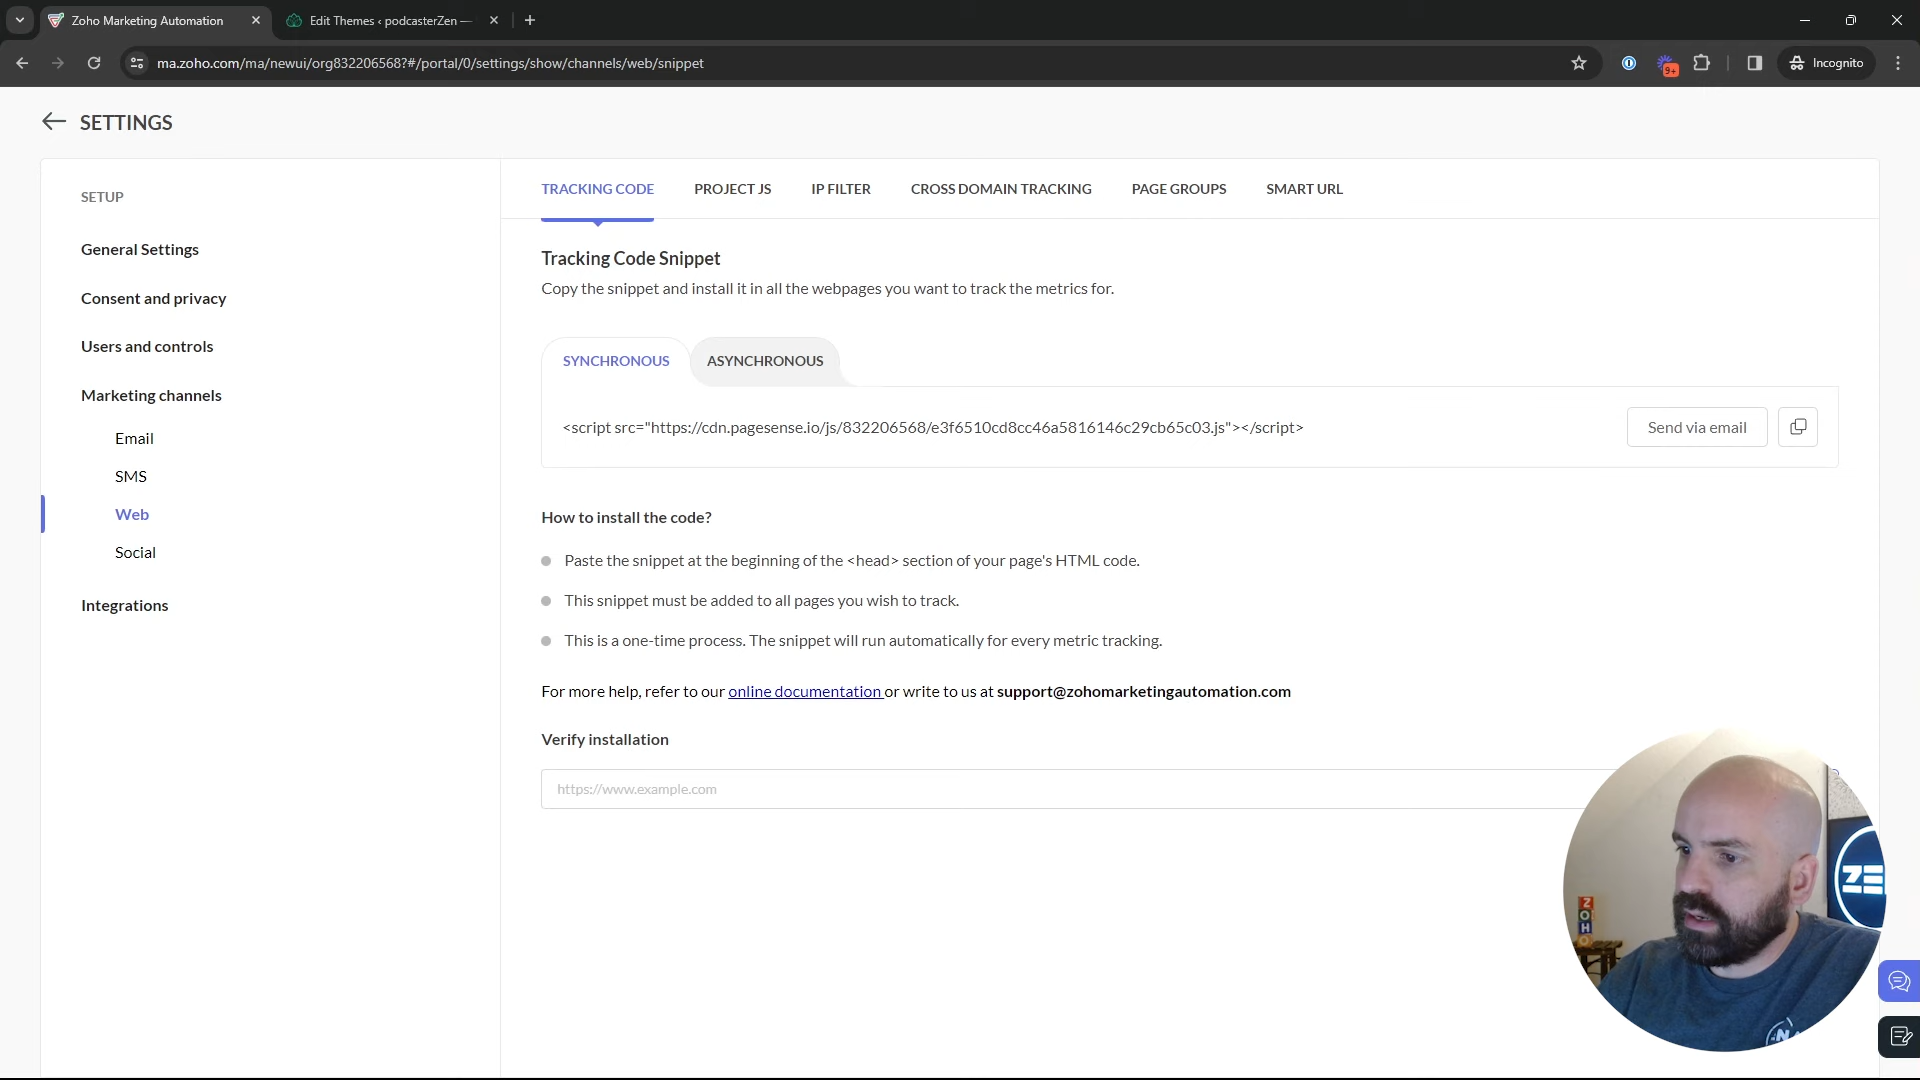 Zoho Marketing Automation
Edit Themes ‹ podcasterZen —
ma.zoho.com/ma/newui/org832206568?#/portal/0/settings/show/channels/web/snippet
9+
Incognito
SETTINGS
SETUP
General Settings
Consent and privacy
Users and controls
Marketing channels
Email
SMS
Web
Social
Integrations
TRACKING CODE
PROJECT JS
IP FILTER
CROSS DOMAIN TRACKING
PAGE GROUPS
SMART URL
Tracking Code Snippet
Copy the snippet and install it in all the webpages you want to track the metrics for.
SYNCHRONOUS
ASYNCHRONOUS
<script src="https://cdn.pagesense.io/js/832206568/e3f6510cd8cc46a5816146c29cb65c03.js"></script>
Send via email
How to install the code?
Paste the snippet at the beginning of the <head> section of your page's HTML code.
This snippet must be added to all pages you wish to track.
This is a one-time process. The snippet will run automatically for every metric tracking.
For more help, refer to our online documentation or write to us at support@zohomarketingautomation.com
Verify installation
https://www.example.com
ZE
ZOHO